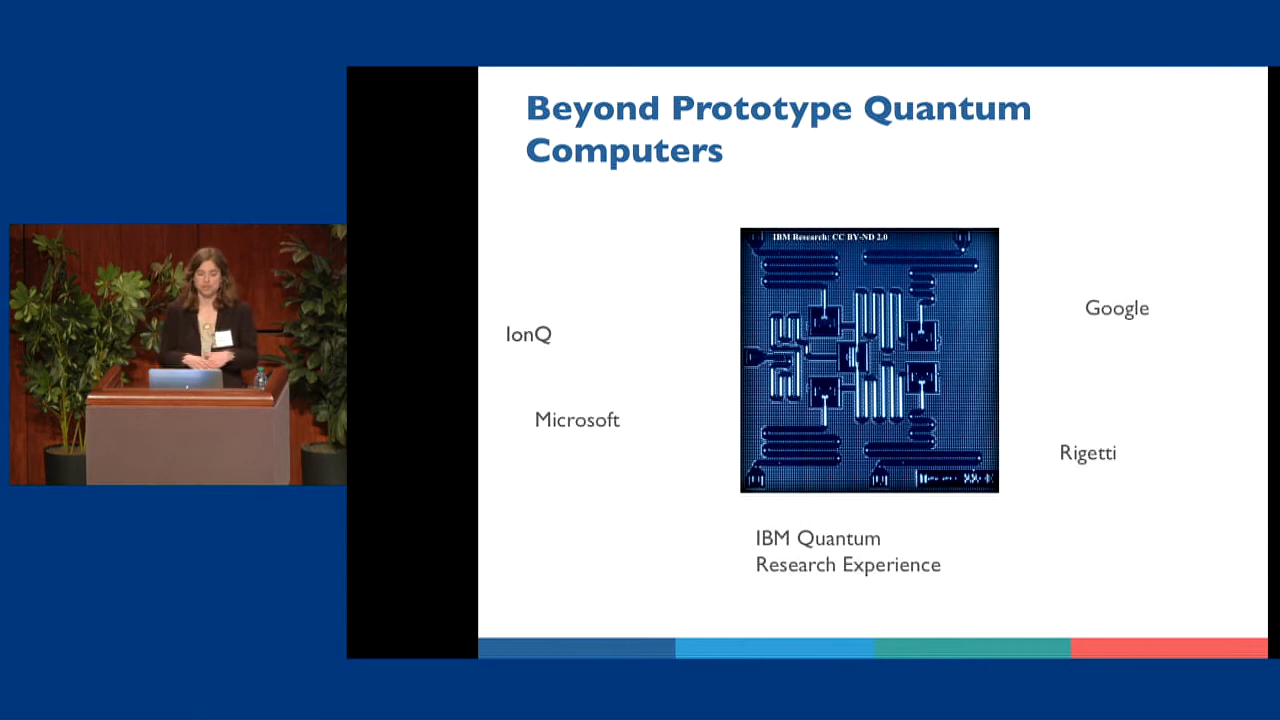 Beyond Prototype Quantum
Computers
IBM Research: CC BY-ND 2.0
IonQ
Google
Microsoft
Rigetti
IBM Quantum
Research Experience